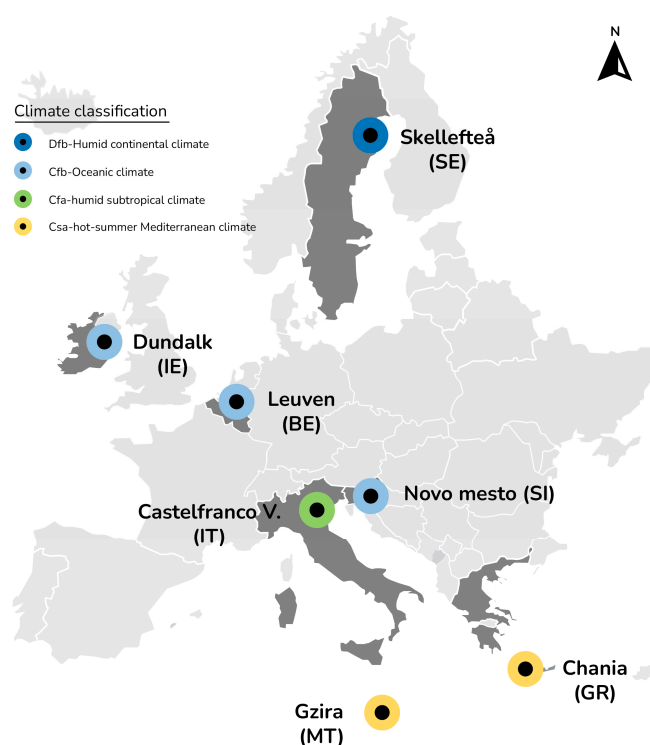 N
Climate classification
Dfb-Humid continental climate
Cfb-Oceanic climate
Cfa-humid subtropical climate
Csa-hot-summer Mediterranean climate
Skellefteå
(SE)
Dundalk
(IE)
Leuven
(BE)
Novo mesto (SI)
Castelfranco V.
(IT)
Chania
(GR)
Gzira
(MT)